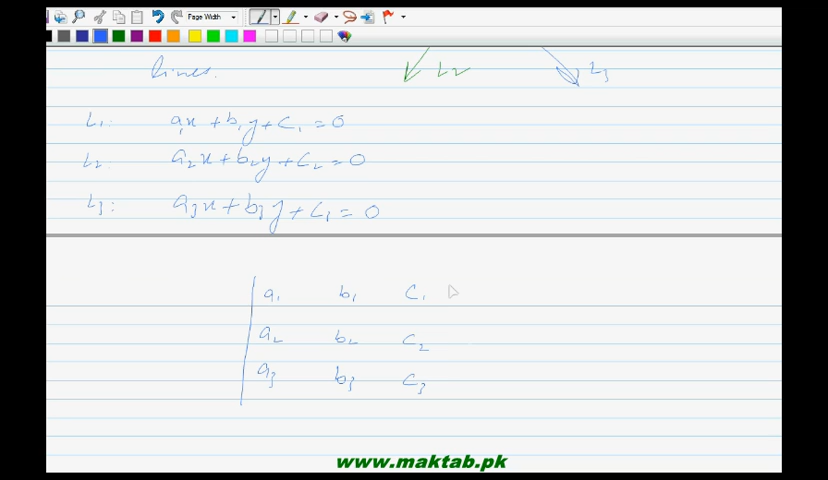 Page Width
lines.
L2
L3
L1: a₁x + b₁y + c₁ = 0
L2. a₂x + b₂y + c₂ = 0
L3: a₃x + b₃y + c₁ = 0
a₁ b₁ c₁
a₂ b₂ c₂
a₃ b₃ c₃
www.maktab.pk